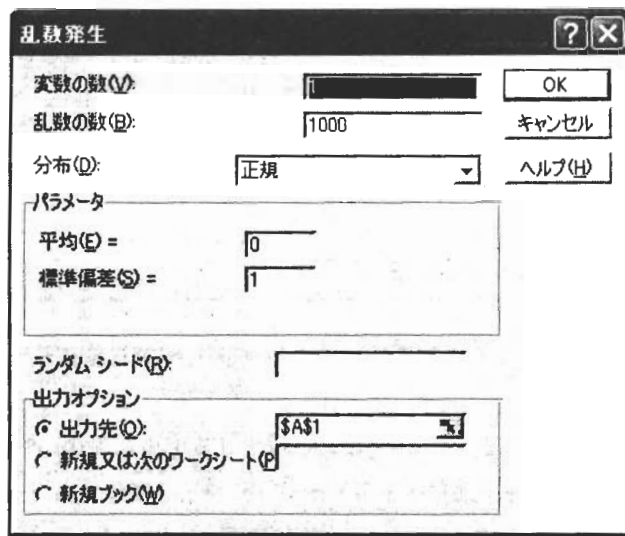 乱数発生
変数の数(V): 1 OK
乱数の数(B): 1000 キャンセル
分布(D): 正規 ヘルプ(H)
パラメータ
平均(E) = 0
標準偏差(S) = 1
ランダム シード(R):
出力オプション
出力先(O): $A$1
新規又は次のワークシート(P
新規ブック(W)